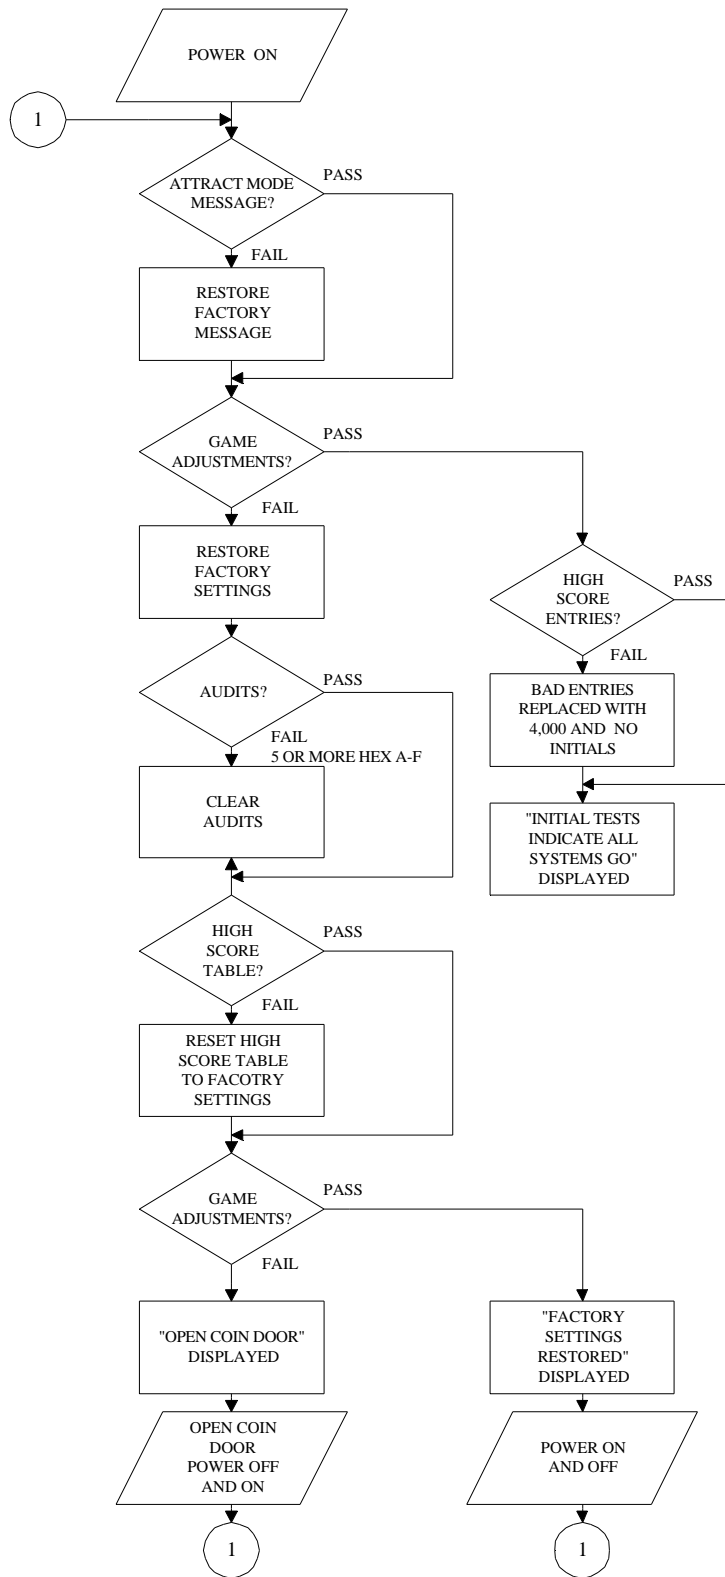 POWER ON
1
ATTRACT MODE
MESSAGE?
PASS
FAIL
RESTORE
FACTORY
MESSAGE
GAME
ADJUSTMENTS?
PASS
FAIL
RESTORE
FACTORY
SETTINGS
HIGH
SCORE
ENTRIES?
PASS
FAIL
BAD ENTRIES
REPLACED WITH
4,000 AND NO
INITIALS
"INITIAL TESTS
INDICATE ALL
SYSTEMS GO"
DISPLAYED
AUDITS?
PASS
FAIL
5 OR MORE HEX A-F
CLEAR
AUDITS
HIGH
SCORE
TABLE?
PASS
FAIL
RESET HIGH
SCORE TABLE
TO FACOTRY
SETTINGS
GAME
ADJUSTMENTS?
PASS
FAIL
"OPEN COIN DOOR"
DISPLAYED
"FACTORY
SETTINGS
RESTORED"
DISPLAYED
OPEN COIN
DOOR
POWER OFF
AND ON
POWER ON
AND OFF
1
1